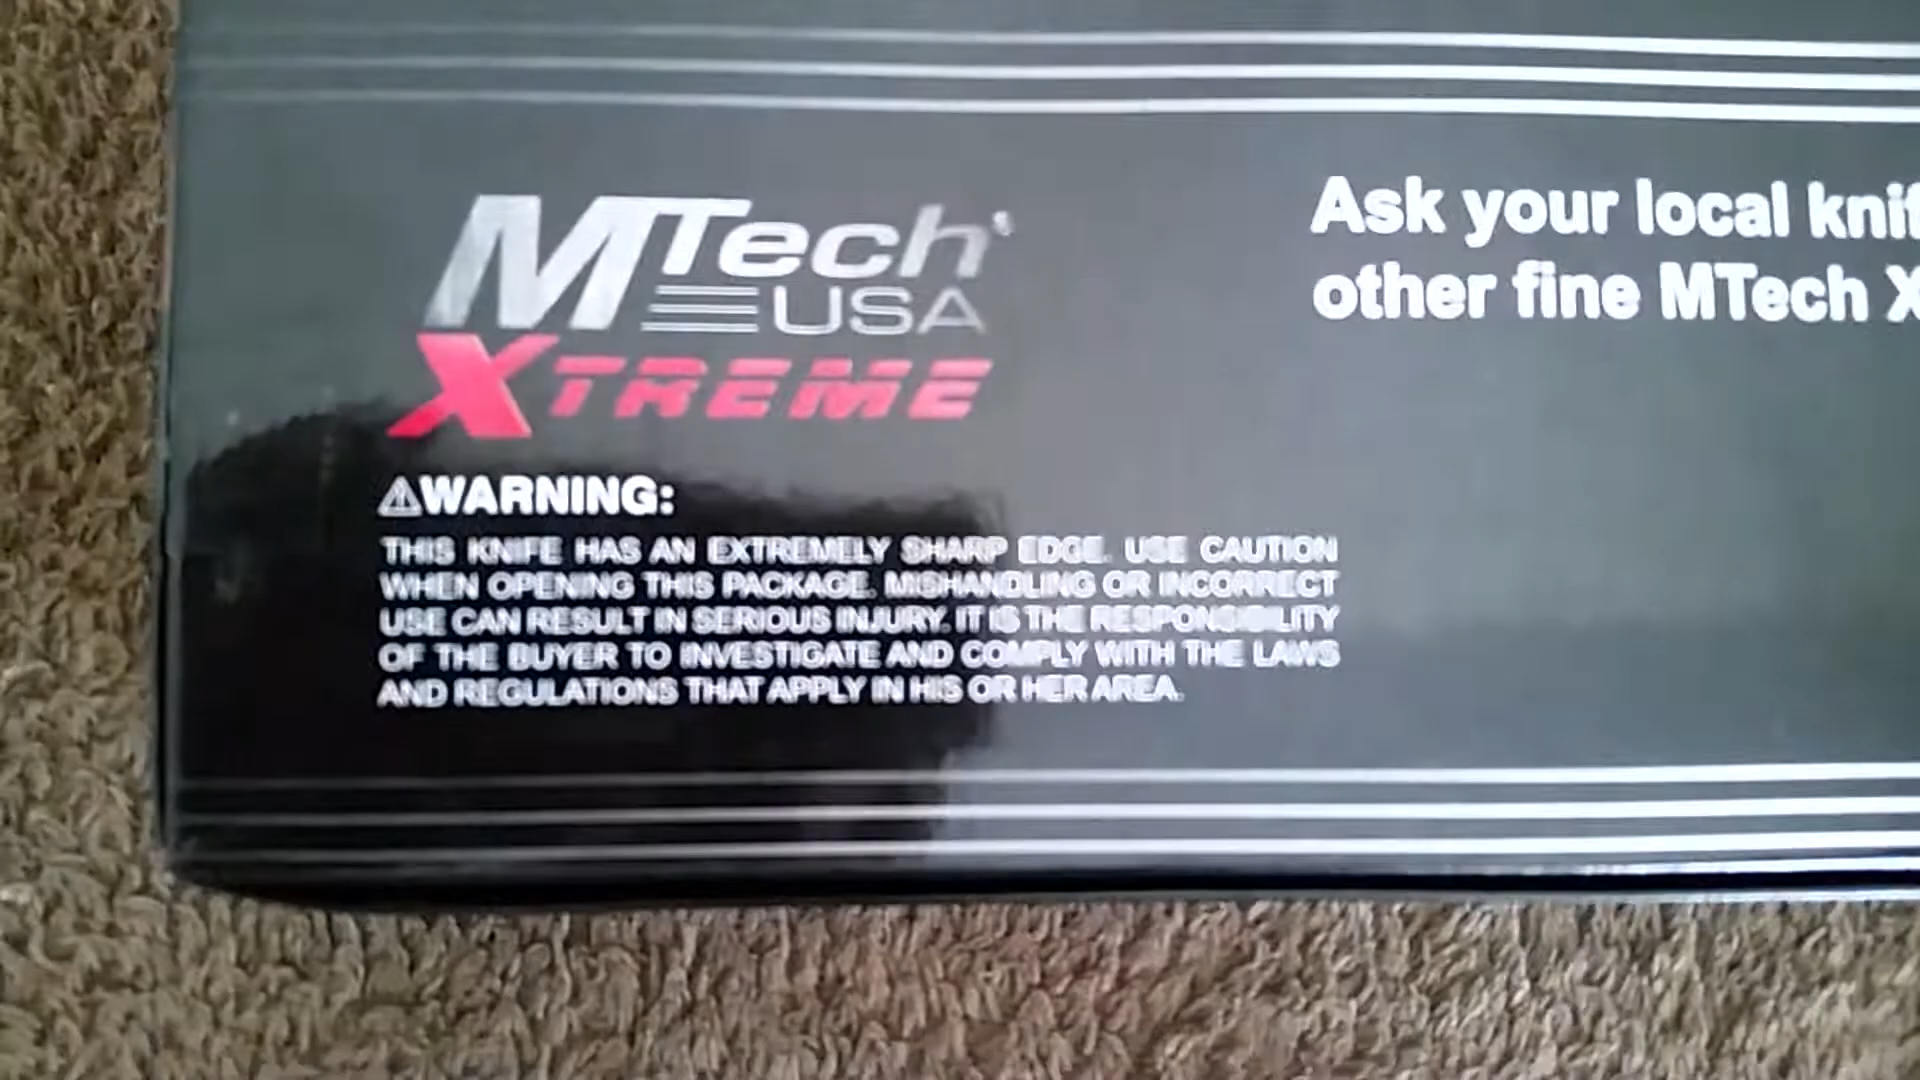 MTech
USA
XTREME
Ask your local knif
other fine MTech X
⚠WARNING:
THIS KNIFE HAS AN EXTREMELY SHARP EDGE. USE CAUTION
WHEN OPENING THIS PACKAGE. MISHANDLING OR INCORRECT
USE CAN RESULT IN SERIOUS INJURY. IT IS THE RESPONSIBILITY
OF THE BUYER TO INVESTIGATE AND COMPLY WITH THE LAWS
AND REGULATIONS THAT APPLY IN HIS OR HER AREA.